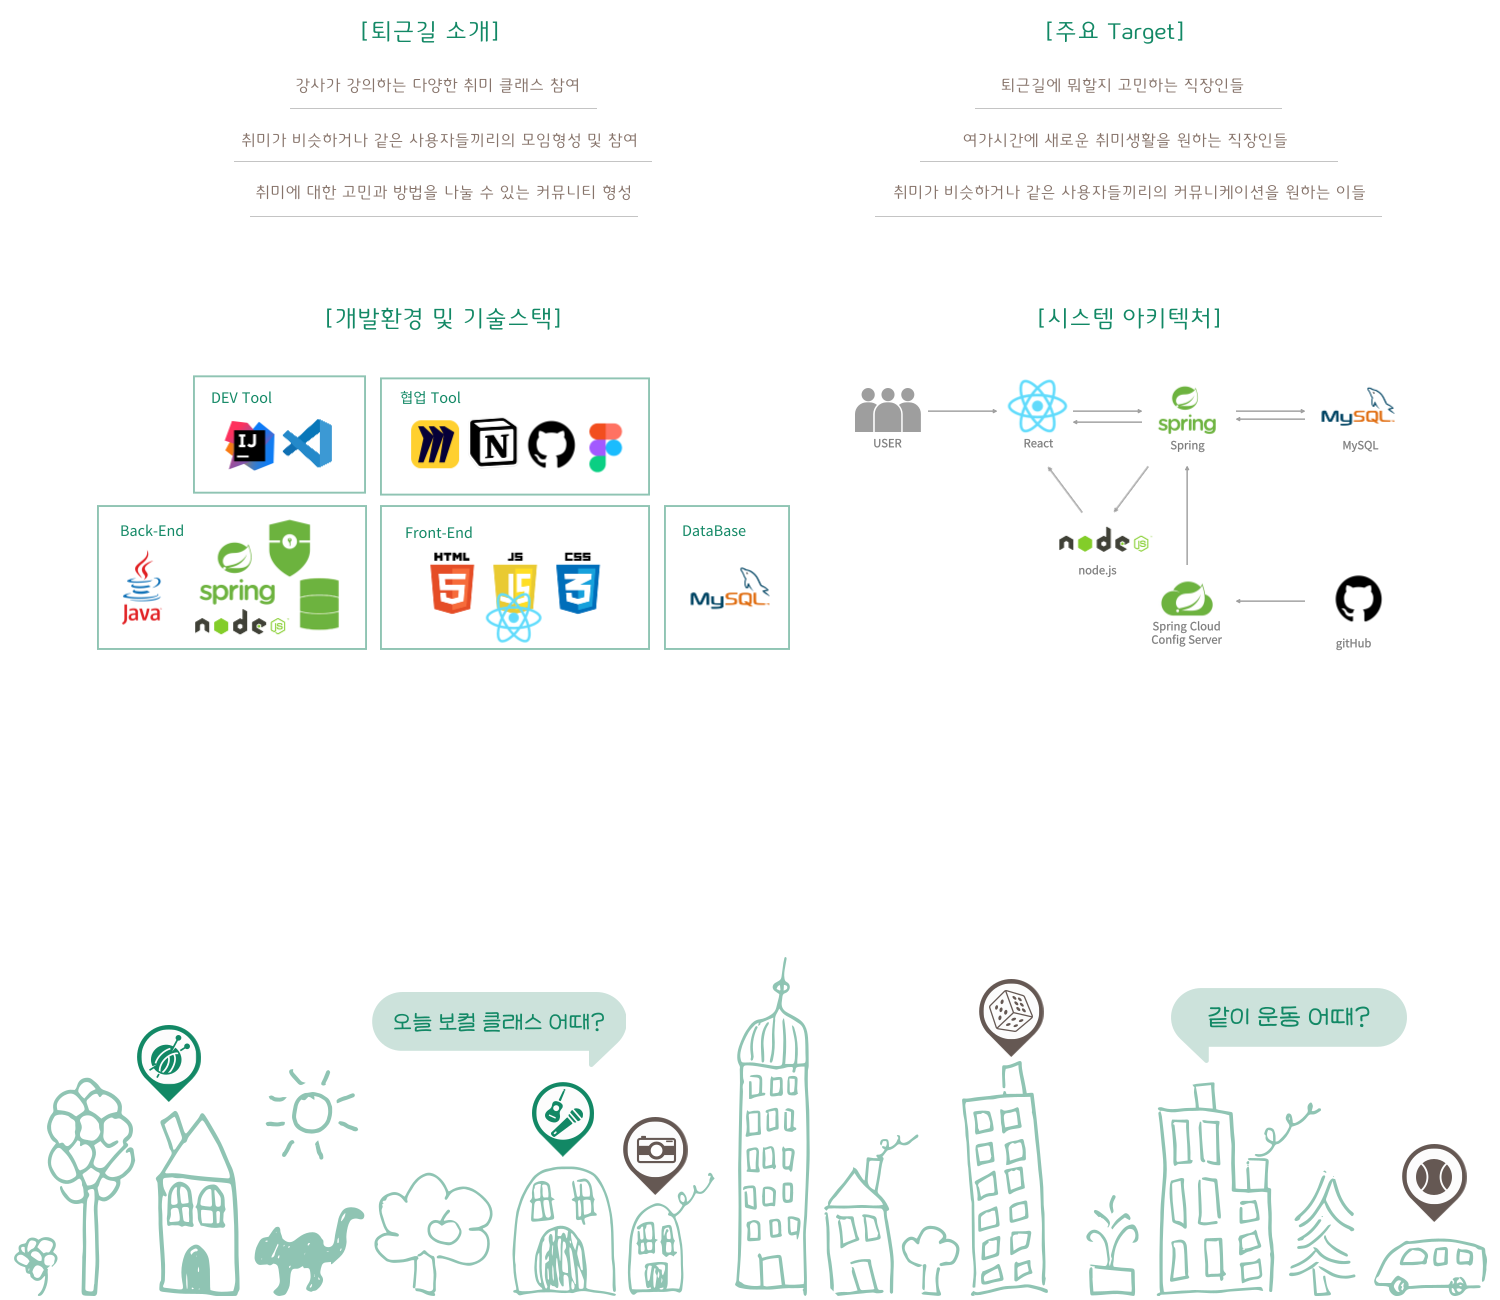 [퇴근길 소개]
강사가 강의하는 다양한 취미 클래스 참여
취미가 비슷하거나 같은 사용자들끼리의 모임형성 및 참여
취미에 대한 고민과 방법을 나눌 수 있는 커뮤니티 형성
[주요 Target]
퇴근길에 뭐할지 고민하는 직장인들
여가시간에 새로운 취미생활을 원하는 직장인들
취미가 비슷하거나 같은 사용자들끼리의 커뮤니케이션을 원하는 이들
[개발환경 및 기술스택]
DEV Tool
IJ
협업 Tool
N
Back-End
Java
spring
node
JS
Front-End
HTML
5
JS
JS
CSS
3
DataBase
MySQL
[시스템 아키텍처]
USER
React
spring
Spring
MySQL
MySQL
node
JS
node.js
Spring Cloud
Config Server
gitHub
오늘 보컬 클래스 어때?
같이 운동 어때?